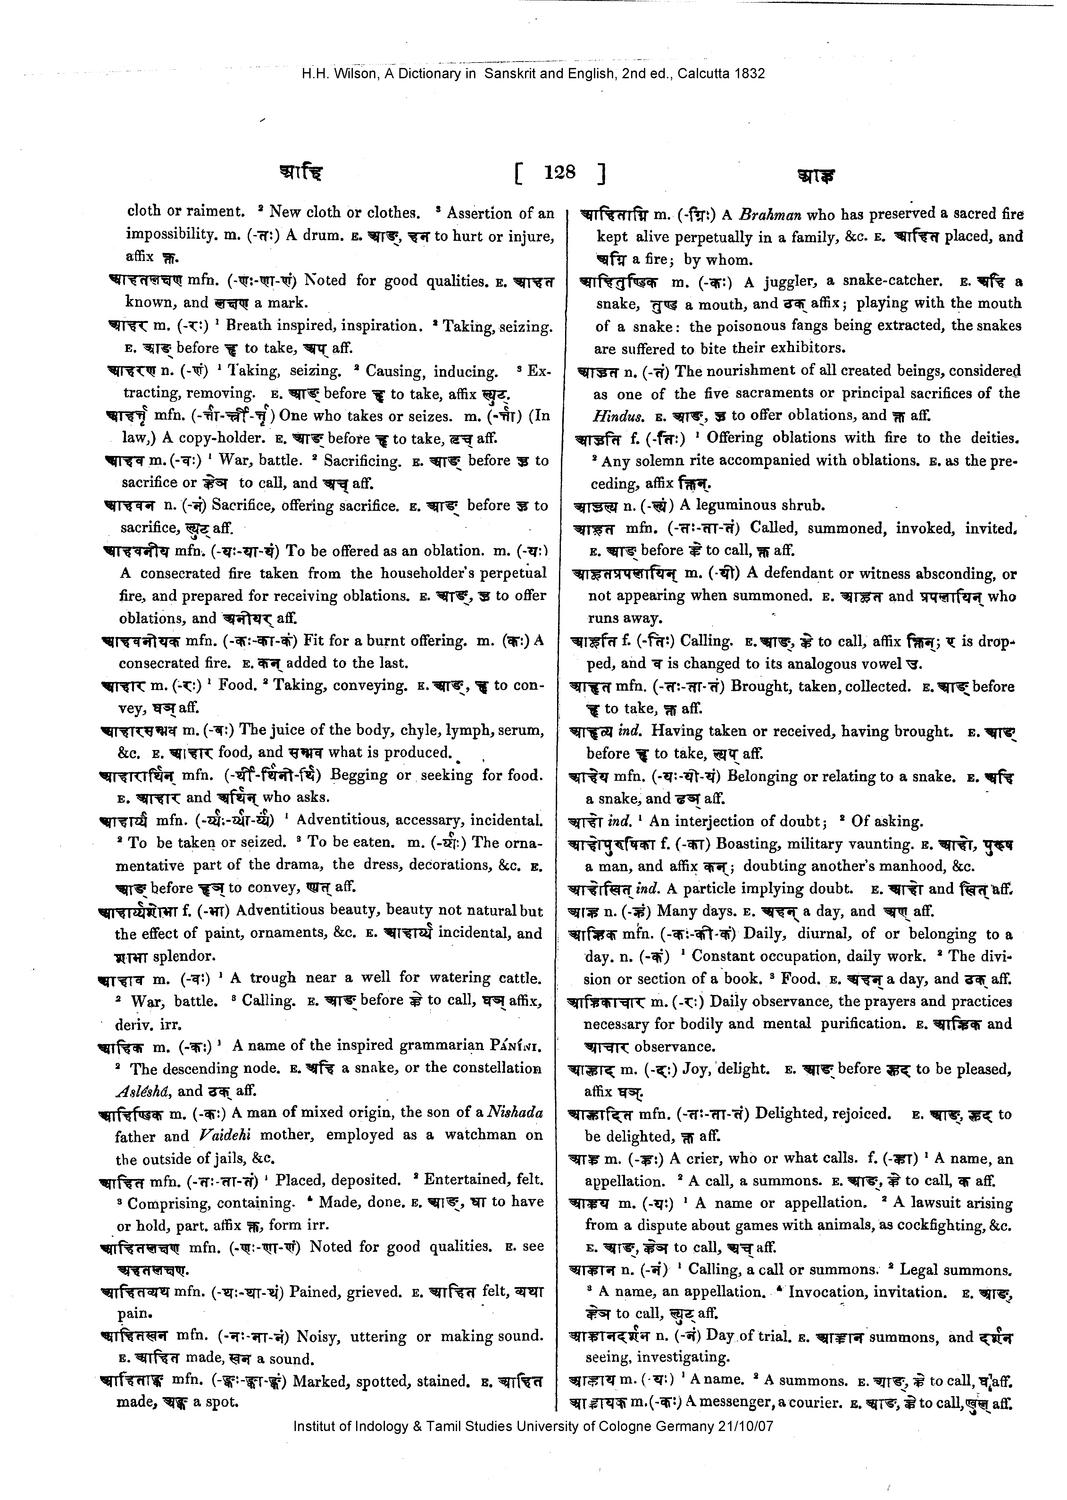 H.H. Wilson, A Dictionary in Sanskrit and English, 2nd ed., Calcutta 1832
आहि [ 128 ] आह्व
cloth or raiment. ² New cloth or clothes. ³ Assertion of an
impossibility. m. (-तः) A drum. E. आङ्, हन to hurt or injure,
affix क्त.
आहतलक्षण mfn. (-णः-णा-णं) Noted for good qualities. E. आहत
known, and लक्षण a mark.
आहर m. (-रः) ¹ Breath inspired, inspiration. ² Taking, seizing.
E. आङ् before हृ to take, अप् aff.
आहरण n. (-णं) ¹ Taking, seizing. ² Causing, inducing. ³ Ex-
tracting, removing. E. आङ् before हृ to take, affix ल्युट्.
आहर्त्तृ mfn. (-र्त्ता-र्त्त्री-र्त्तृ) One who takes or seizes. m. (-र्त्ता) (In
law,) A copy-holder. E. आङ् before हृ to take, तृच् aff.
आहव m. (-वः) ¹ War, battle. ² Sacrificing. E. आङ् before हु to
sacrifice or ह्वेञ to call, and अच् aff.
आहवन n. (-नं) Sacrifice, offering sacrifice. E. आङ् before हु to
sacrifice, ल्युट् aff.
आहवनीय mfn. (-यः-या-यं) To be offered as an oblation. m. (-यः)
A consecrated fire taken from the householder's perpetual
fire, and prepared for receiving oblations. E. आङ्, हु to offer
oblations, and अनीयर् aff.
आहवनीयक mfn. (-कः-का-कं) Fit for a burnt offering. m. (कः) A
consecrated fire. E. कन् added to the last.
आहार m. (-रः) ¹ Food. ² Taking, conveying. E. आङ्, हृ to con-
vey, घञ् aff.
आहारसम्भव m. (-वः) The juice of the body, chyle, lymph, serum,
&c. E. आहार food, and सम्भव what is produced.
आहारार्थिन् mfn. (-र्थी-र्थिनी-र्थि) Begging or seeking for food.
E. आहार and अर्थिन् who asks.
आहार्य्य mfn. (-र्य्यः-र्य्या-र्य्यं) ¹ Adventitious, accessary, incidental.
² To be taken or seized. ³ To be eaten. m. (-र्य्यः) The orna-
mentative part of the drama, the dress, decorations, &c. E.
आङ् before हृञ् to convey, ण्यत् aff.
आहार्य्यशोभा f. (-भा) Adventitious beauty, beauty not natural but
the effect of paint, ornaments, &c. E. आहार्य्य incidental, and
शोभा splendor.
आहाव m. (-वः) ¹ A trough near a well for watering cattle.
² War, battle. ³ Calling. E. आङ् before ह्वे to call, घञ् affix,
deriv. irr.
आहिक m. (-कः) ¹ A name of the inspired grammarian PÁNÍNI.
² The descending node. E. अहि a snake, or the constellation
Asléshá, and ठक् aff.
आहिण्डिक m. (-कः) A man of mixed origin, the son of a Nishada
father and Vaidehi mother, employed as a watchman on
the outside of jails, &c.
आहित mfn. (-तः-ता-तं) ¹ Placed, deposited. ² Entertained, felt.
³ Comprising, containing. ⁴ Made, done. E. आङ्, धा to have
or hold, part. affix क्त, form irr.
आहितलक्षण mfn. (-णः-णा-णं) Noted for good qualities. E. see
आहतलक्षण.
आहितव्यथ mfn. (-थः-था-थं) Pained, grieved. E. आहित felt, व्यथा
pain.
आहितस्वन mfn. (-नः-ना-नं) Noisy, uttering or making sound.
E. आहित made, स्वन a sound.
आहिताङ्क mfn. (-ङ्कः-ङ्का-ङ्कं) Marked, spotted, stained. E. आहित
made, अङ्क a spot.
आहिताग्नि m. (-ग्निः) A Brahman who has preserved a sacred fire
kept alive perpetually in a family, &c. E. आहित placed, and
अग्नि a fire; by whom.
आहितुण्डिक m. (-कः) A juggler, a snake-catcher. E. अहि a
snake, तुण्ड a mouth, and ठक् affix; playing with the mouth
of a snake: the poisonous fangs being extracted, the snakes
are suffered to bite their exhibitors.
आहुत n. (-तं) The nourishment of all created beings, considered
as one of the five sacraments or principal sacrifices of the
Hindus. E. आङ्, हु to offer oblations, and क्त aff.
आहुति f. (-तिः) ¹ Offering oblations with fire to the deities.
² Any solemn rite accompanied with oblations. E. as the pre-
ceding, affix क्तिन्.
आहुल्य n. (-ल्यं) A leguminous shrub.
आहूत mfn. (-तः-ता-तं) Called, summoned, invoked, invited.
E. आङ् before ह्वे to call, क्त aff.
आहूतप्रपलायिन् m. (-यी) A defendant or witness absconding, or
not appearing when summoned. E. आहूत and प्रपलायिन् who
runs away.
आहूति f. (-तिः) Calling. E. आङ्, ह्वे to call, affix क्तिन्; ए is drop-
ped, and व is changed to its analogous vowel उ.
आहृत mfn. (-तः-ता-तं) Brought, taken, collected. E. आङ् before
हृ to take, क्त aff.
आहृत्य ind. Having taken or received, having brought. E. आङ्
before हृ to take, ल्यप् aff.
आहेय mfn. (-यः-यी-यं) Belonging or relating to a snake. E. अहि
a snake, and ढञ् aff.
आहो ind. ¹ An interjection of doubt; ² Of asking.
आहोपुरुषिका f. (-का) Boasting, military vaunting. E. आहो, पुरुष
a man, and affix कन्; doubting another's manhood, &c.
आहोस्वित् ind. A particle implying doubt. E. आहो and स्वित् aff.
आह्न n. (-ह्नं) Many days. E. अहन् a day, and अण् aff.
आह्निक mfn. (-कः-की-कं) Daily, diurnal, of or belonging to a
day. n. (-कं) ¹ Constant occupation, daily work. ² The divi-
sion or section of a book. ³ Food. E. अहन् a day, and ठक् aff.
आह्निकाचार m. (-रः) Daily observance, the prayers and practices
necessary for bodily and mental purification. E. आह्निक and
आचार observance.
आह्लाद m. (-दः) Joy, delight. E. आङ् before ह्लद to be pleased,
affix घञ्.
आह्लादित mfn. (-तः-ता-तं) Delighted, rejoiced. E. आङ्, ह्लद to
be delighted, क्त aff.
आह्व m. (-ह्वः) A crier, who or what calls. f. (-ह्वा) ¹ A name, an
appellation. ² A call, a summons. E. आङ्, ह्वे to call, क aff.
आह्वय m. (-यः) ¹ A name or appellation. ² A lawsuit arising
from a dispute about games with animals, as cockfighting, &c.
E. आङ्, ह्वेञ to call, अच् aff.
आह्वान n. (-नं) ¹ Calling, a call or summons. ² Legal summons.
³ A name, an appellation. ⁴ Invocation, invitation. E. आङ्,
ह्वेञ to call, ल्युट् aff.
आह्वानदर्शन n. (-नं) Day of trial. E. आह्वान summons, and दर्शन
seeing, investigating.
आह्वाय m. (-यः) ¹ A name. ² A summons. E. आङ्, ह्वे to call, घञ् aff.
आह्वायक m. (-कः) A messenger, a courier. E. आङ्, ह्वे to call, ण्वुल् aff.
Institut of Indology & Tamil Studies University of Cologne Germany 21/10/07